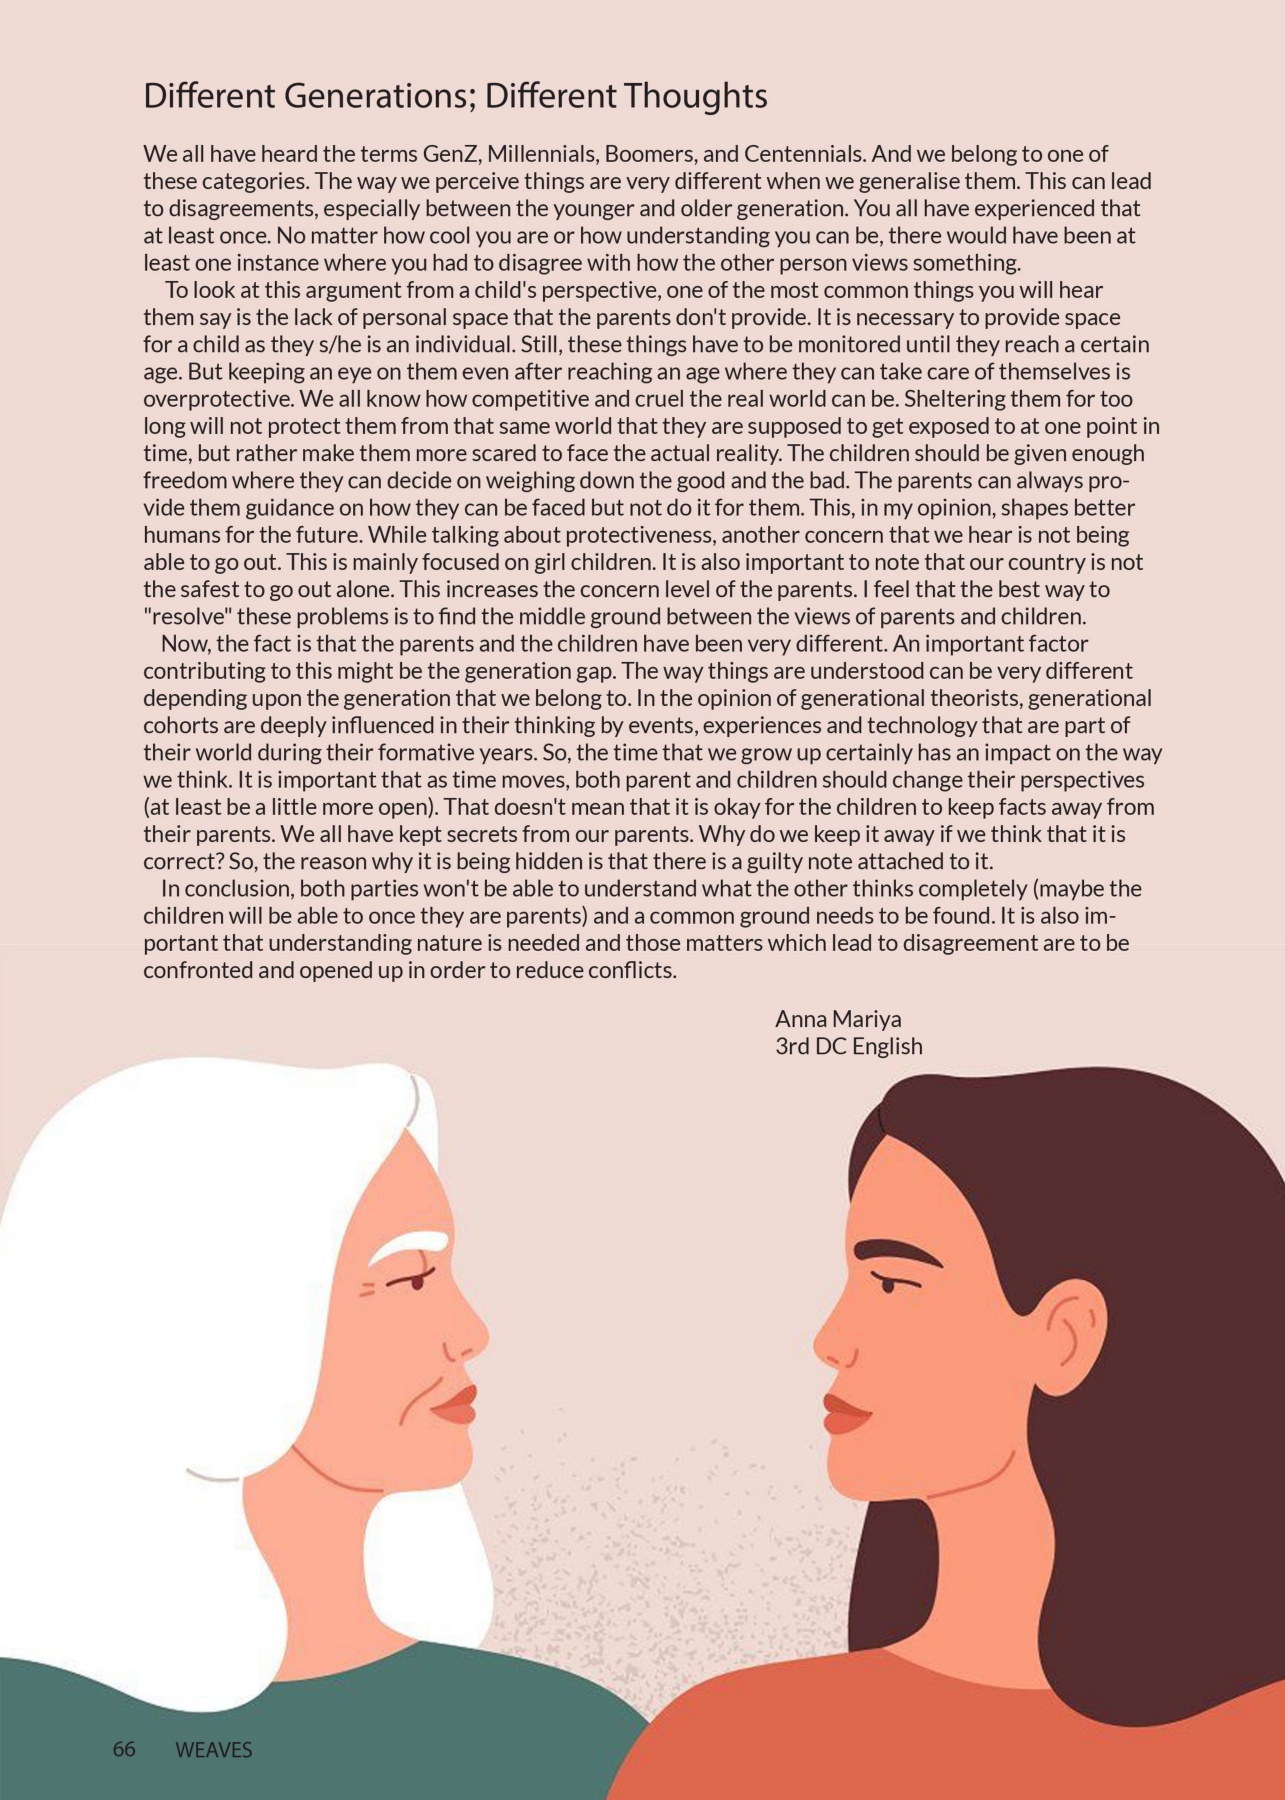 Different Generations; Different Thoughts
We all have heard the terms GenZ, Millennials, Boomers, and Centennials. And we belong to one of
these categories. The way we perceive things are very different when we generalise them. This can lead
to disagreements, especially between the younger and older generation. You all have experienced that
at least once. No matter how cool you are or how understanding you can be, there would have been at
least one instance where you had to disagree with how the other person views something.
To look at this argument from a child's perspective, one of the most common things you will hear
them say is the lack of personal space that the parents don't provide. It is necessary to provide space
for a child as they s/he is an individual. Still, these things have to be monitored until they reach a certain
age. But keeping an eye on them even after reaching an age where they can take care of themselves is
overprotective. We all know how competitive and cruel the real world can be. Sheltering them for too
long will not protect them from that same world that they are supposed to get exposed to at one point in
time, but rather make them more scared to face the actual reality. The children should be given enough
freedom where they can decide on weighing down the good and the bad. The parents can always pro-
vide them guidance on how they can be faced but not do it for them. This, in my opinion, shapes better
humans for the future. While talking about protectiveness, another concern that we hear is not being
able to go out. This is mainly focused on girl children. It is also important to note that our country is not
the safest to go out alone. This increases the concern level of the parents. I feel that the best way to
"resolve" these problems is to find the middle ground between the views of parents and children.
Now, the fact is that the parents and the children have been very different. An important factor
contributing to this might be the generation gap. The way things are understood can be very different
depending upon the generation that we belong to. In the opinion of generational theorists, generational
cohorts are deeply influenced in their thinking by events, experiences and technology that are part of
their world during their formative years. So, the time that we grow up certainly has an impact on the way
we think. It is important that as time moves, both parent and children should change their perspectives
(at least be a little more open). That doesn't mean that it is okay for the children to keep facts away from
their parents. We all have kept secrets from our parents. Why do we keep it away if we think that it is
correct? So, the reason why it is being hidden is that there is a guilty note attached to it.
In conclusion, both parties won't be able to understand what the other thinks completely (maybe the
children will be able to once they are parents) and a common ground needs to be found. It is also im-
portant that understanding nature is needed and those matters which lead to disagreement are to be
confronted and opened up in order to reduce conflicts.
Anna Mariya
3rd DC English
66 WEAVES